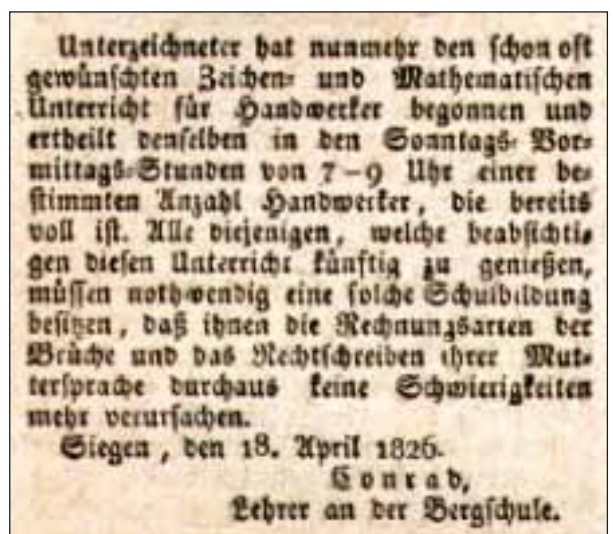 Unterzeichneter hat nunmehr den schon oft
gewünschten Zeichen- und Mathematischen
Unterricht für Handwerker begonnen und
ertheilt denselben in den Sonntags-Vor-
mittags-Stunden von 7-9 Uhr einer be-
stimmten Anzahl Handwerker, die bereits
voll ist. Alle diejenigen, welche beabsichti-
gen diesen Unterricht künftig zu genießen,
müssen nothwendig eine solche Schulbildung
besitzen, daß ihnen die Rechnungsarten der
Brüche und das Rechtschreiben ihrer Mut-
tersprache durchaus keine Schwierigkeiten
mehr verursachen.
Siegen, den 18. April 1826.
Conrad,
Lehrer an der Bergschule.